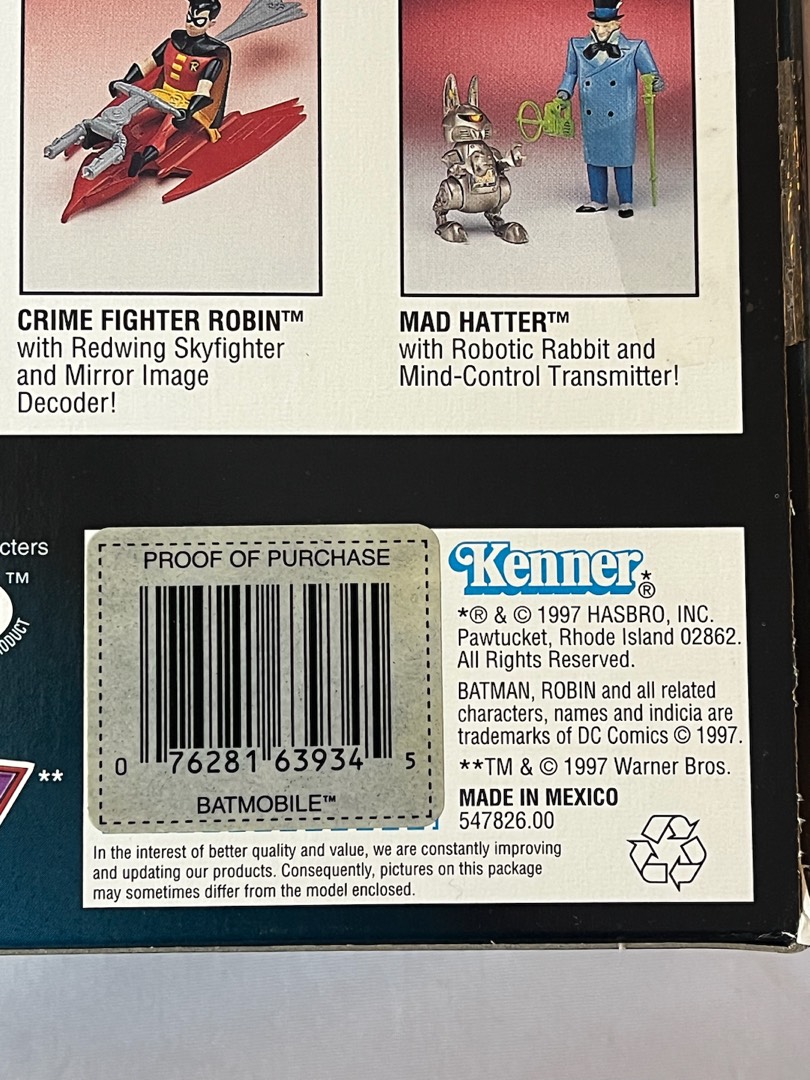 R
CRIME FIGHTER ROBIN™
with Redwing Skyfighter
and Mirror Image
Decoder!
MAD HATTER™
with Robotic Rabbit and
Mind-Control Transmitter!
cters
™
ODUCT
**
PROOF OF PURCHASE
0 76281 63934 5
BATMOBILE™
Kenner*®
*® & © 1997 HASBRO, INC.
Pawtucket, Rhode Island 02862.
All Rights Reserved.
BATMAN, ROBIN and all related
characters, names and indicia are
trademarks of DC Comics © 1997.
**TM & © 1997 Warner Bros.
MADE IN MEXICO
547826.00
In the interest of better quality and value, we are constantly improving
and updating our products. Consequently, pictures on this package
may sometimes differ from the model enclosed.